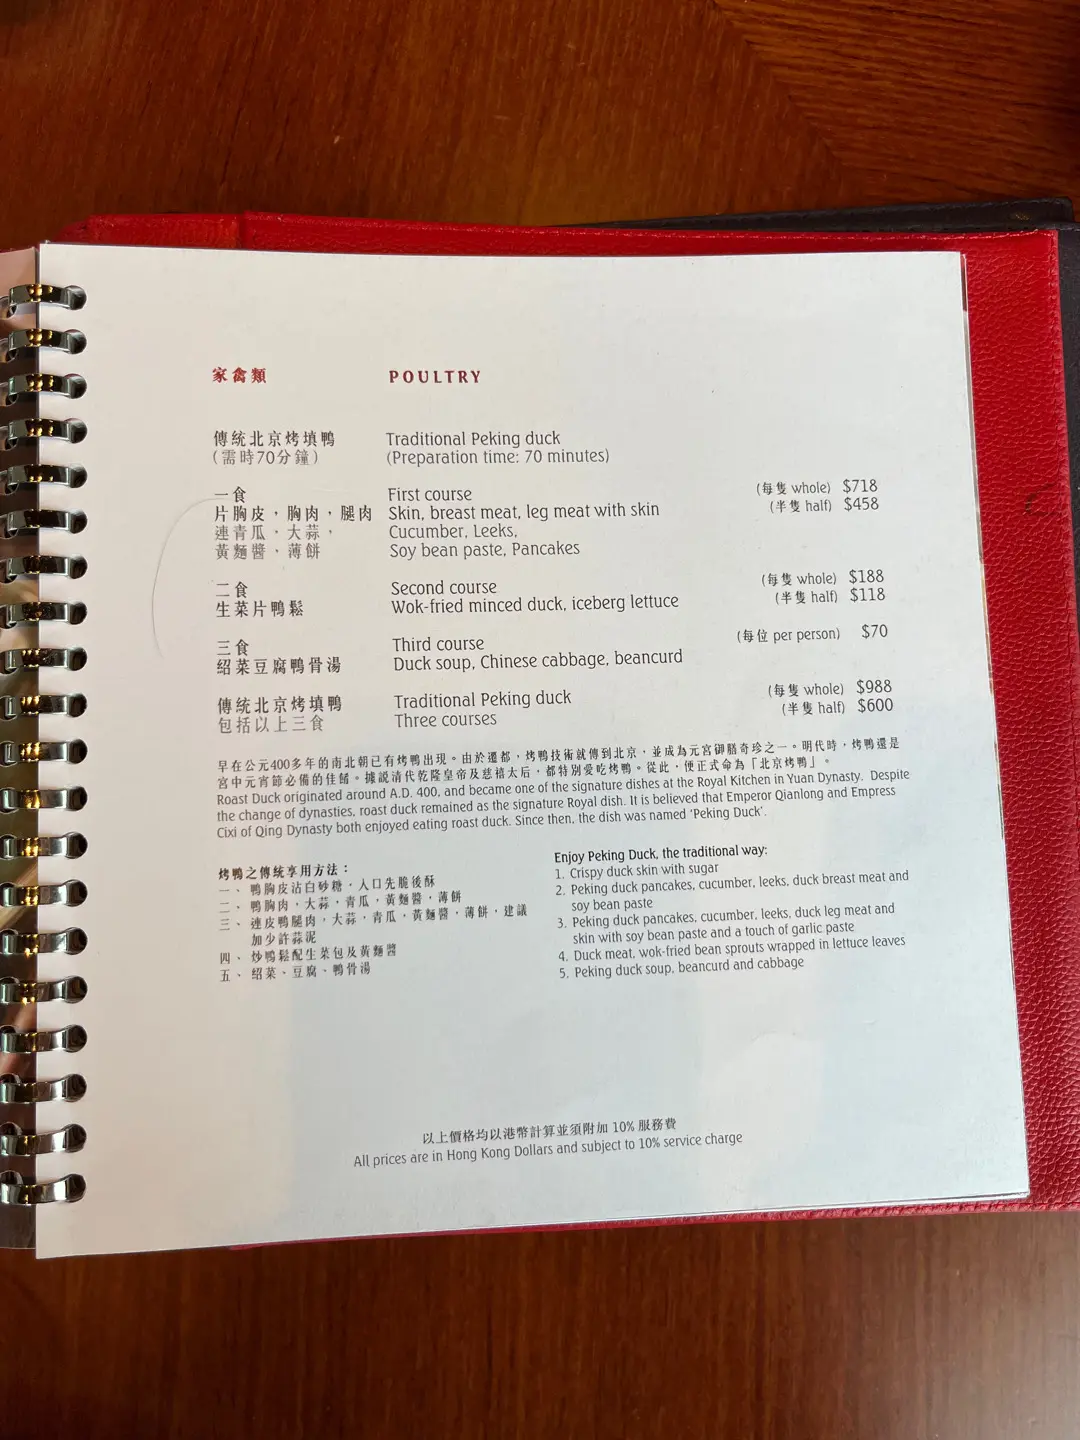 家禽類 POULTRY
傳統北京烤填鴨 Traditional Peking duck
(需時70分鐘) (Preparation time: 70 minutes)
一食 First course (每隻 whole) $718
片胸皮，胸肉，腿肉 Skin, breast meat, leg meat with skin (半隻 half) $458
連青瓜，大蒜， Cucumber, Leeks,
黃麵醬、薄餅 Soy bean paste, Pancakes
二食 Second course (每隻 whole) $188
生菜片鴨鬆 Wok-fried minced duck, iceberg lettuce (半隻 half) $118
三食 Third course (每位 per person) $70
紹菜豆腐鴨骨湯 Duck soup, Chinese cabbage, beancurd
傳統北京烤填鴨 Traditional Peking duck (每隻 whole) $988
包括以上三食 Three courses (半隻 half) $600
早在公元400多年的南北朝已有烤鴨出現。由於遷都，烤鴨技術就傳到北京，並成為元宮御膳奇珍之一。明代時，烤鴨還是
宮中元宵節必備的佳餚。據說清代乾隆皇帝及慈禧太后，都特別愛吃烤鴨。從此，便正式命為「北京烤鴨」。
Roast Duck originated around A.D. 400, and became one of the signature dishes at the Royal Kitchen in Yuan Dynasty. Despite
the change of dynasties, roast duck remained as the signature Royal dish. It is believed that Emperor Qianlong and Empress
Cixi of Qing Dynasty both enjoyed eating roast duck. Since then, the dish was named ‘Peking Duck’.
烤鴨之傳統享用方法：
一、 鴨胸皮沾白砂糖，入口先脆後酥
二、 鴨胸肉，大蒜，青瓜，黃麵醬，薄餅
三、 連皮鴨腿肉，大蒜，青瓜，黃麵醬，薄餅，建議
加少許蒜泥
四、 炒鴨鬆配生菜包及黃麵醬
五、 紹菜、豆腐、鴨骨湯
Enjoy Peking Duck, the traditional way:
1. Crispy duck skin with sugar
2. Peking duck pancakes, cucumber, leeks, duck breast meat and
soy bean paste
3. Peking duck pancakes, cucumber, leeks, duck leg meat and
skin with soy bean paste and a touch of garlic paste
4. Duck meat, wok-fried bean sprouts wrapped in lettuce leaves
5. Peking duck soup, beancurd and cabbage
以上價格均以港幣計算並須附加 10% 服務費
All prices are in Hong Kong Dollars and subject to 10% service charge